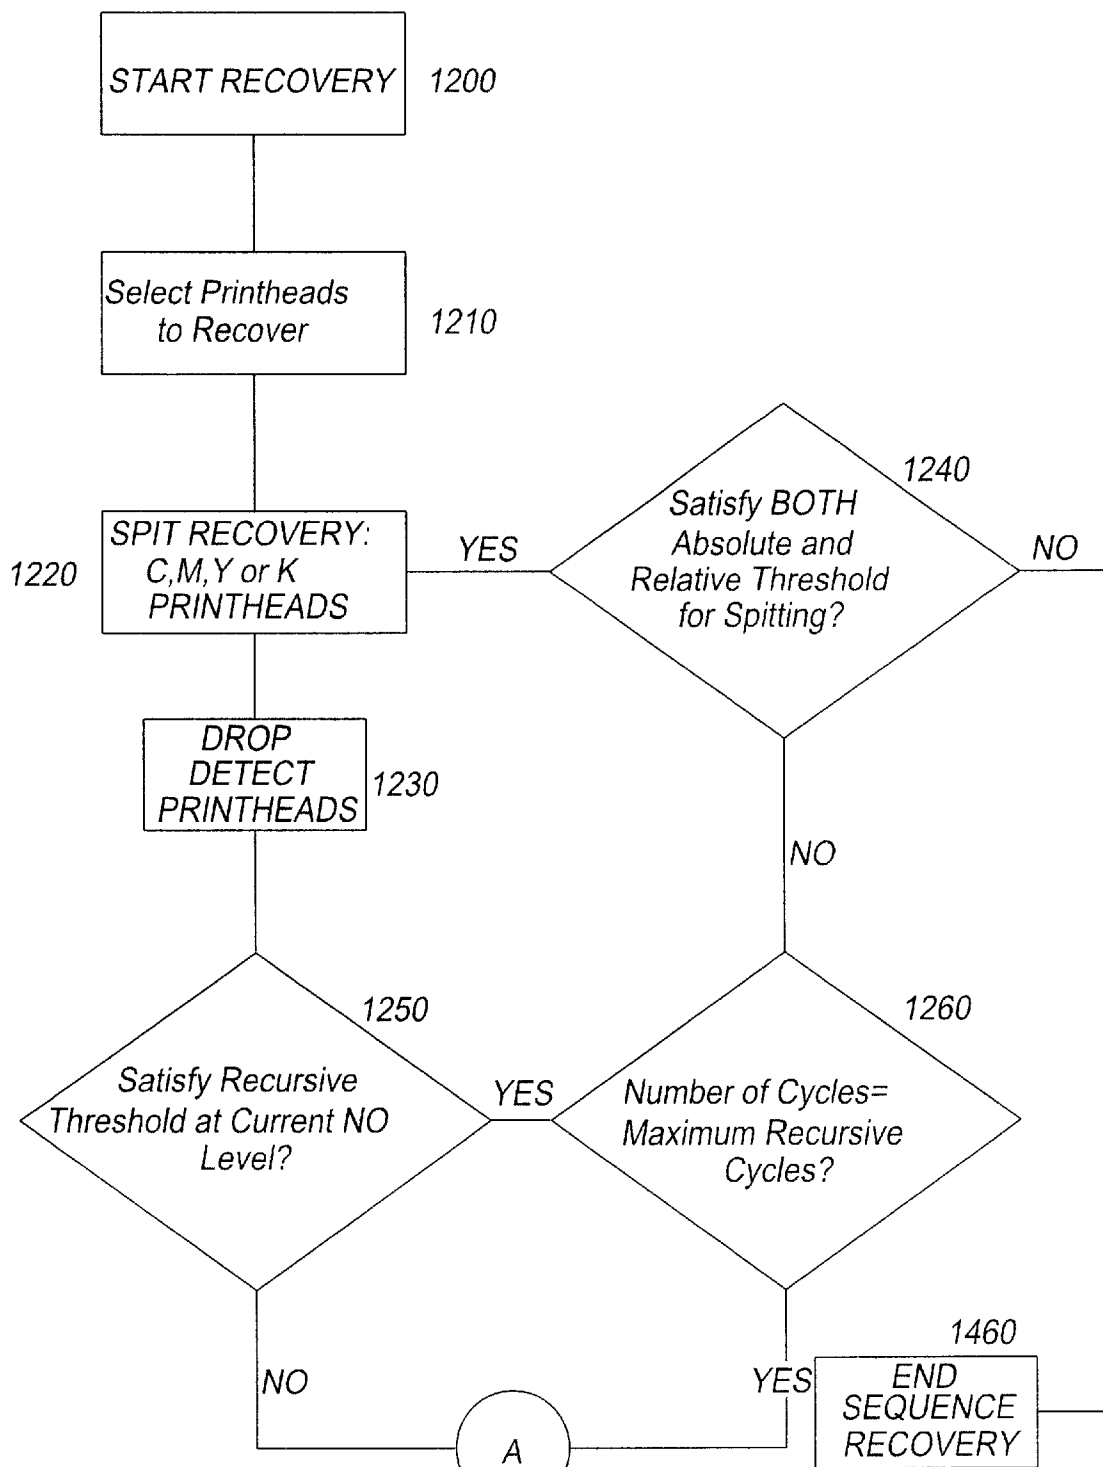 START RECOVERY
1200
Select Printheads
to Recover
1210
SPIT RECOVERY:
C,M,Y or K
PRINTHEADS
1220
YES
Satisfy BOTH
Absolute and
Relative Threshold
for Spitting?
1240
NO
DROP
DETECT
PRINTHEADS
1230
NO
Satisfy Recursive
Threshold at Current NO
Level?
1250
YES
Number of Cycles=
Maximum Recursive
Cycles?
1260
NO
A
YES
END
SEQUENCE
RECOVERY
1460